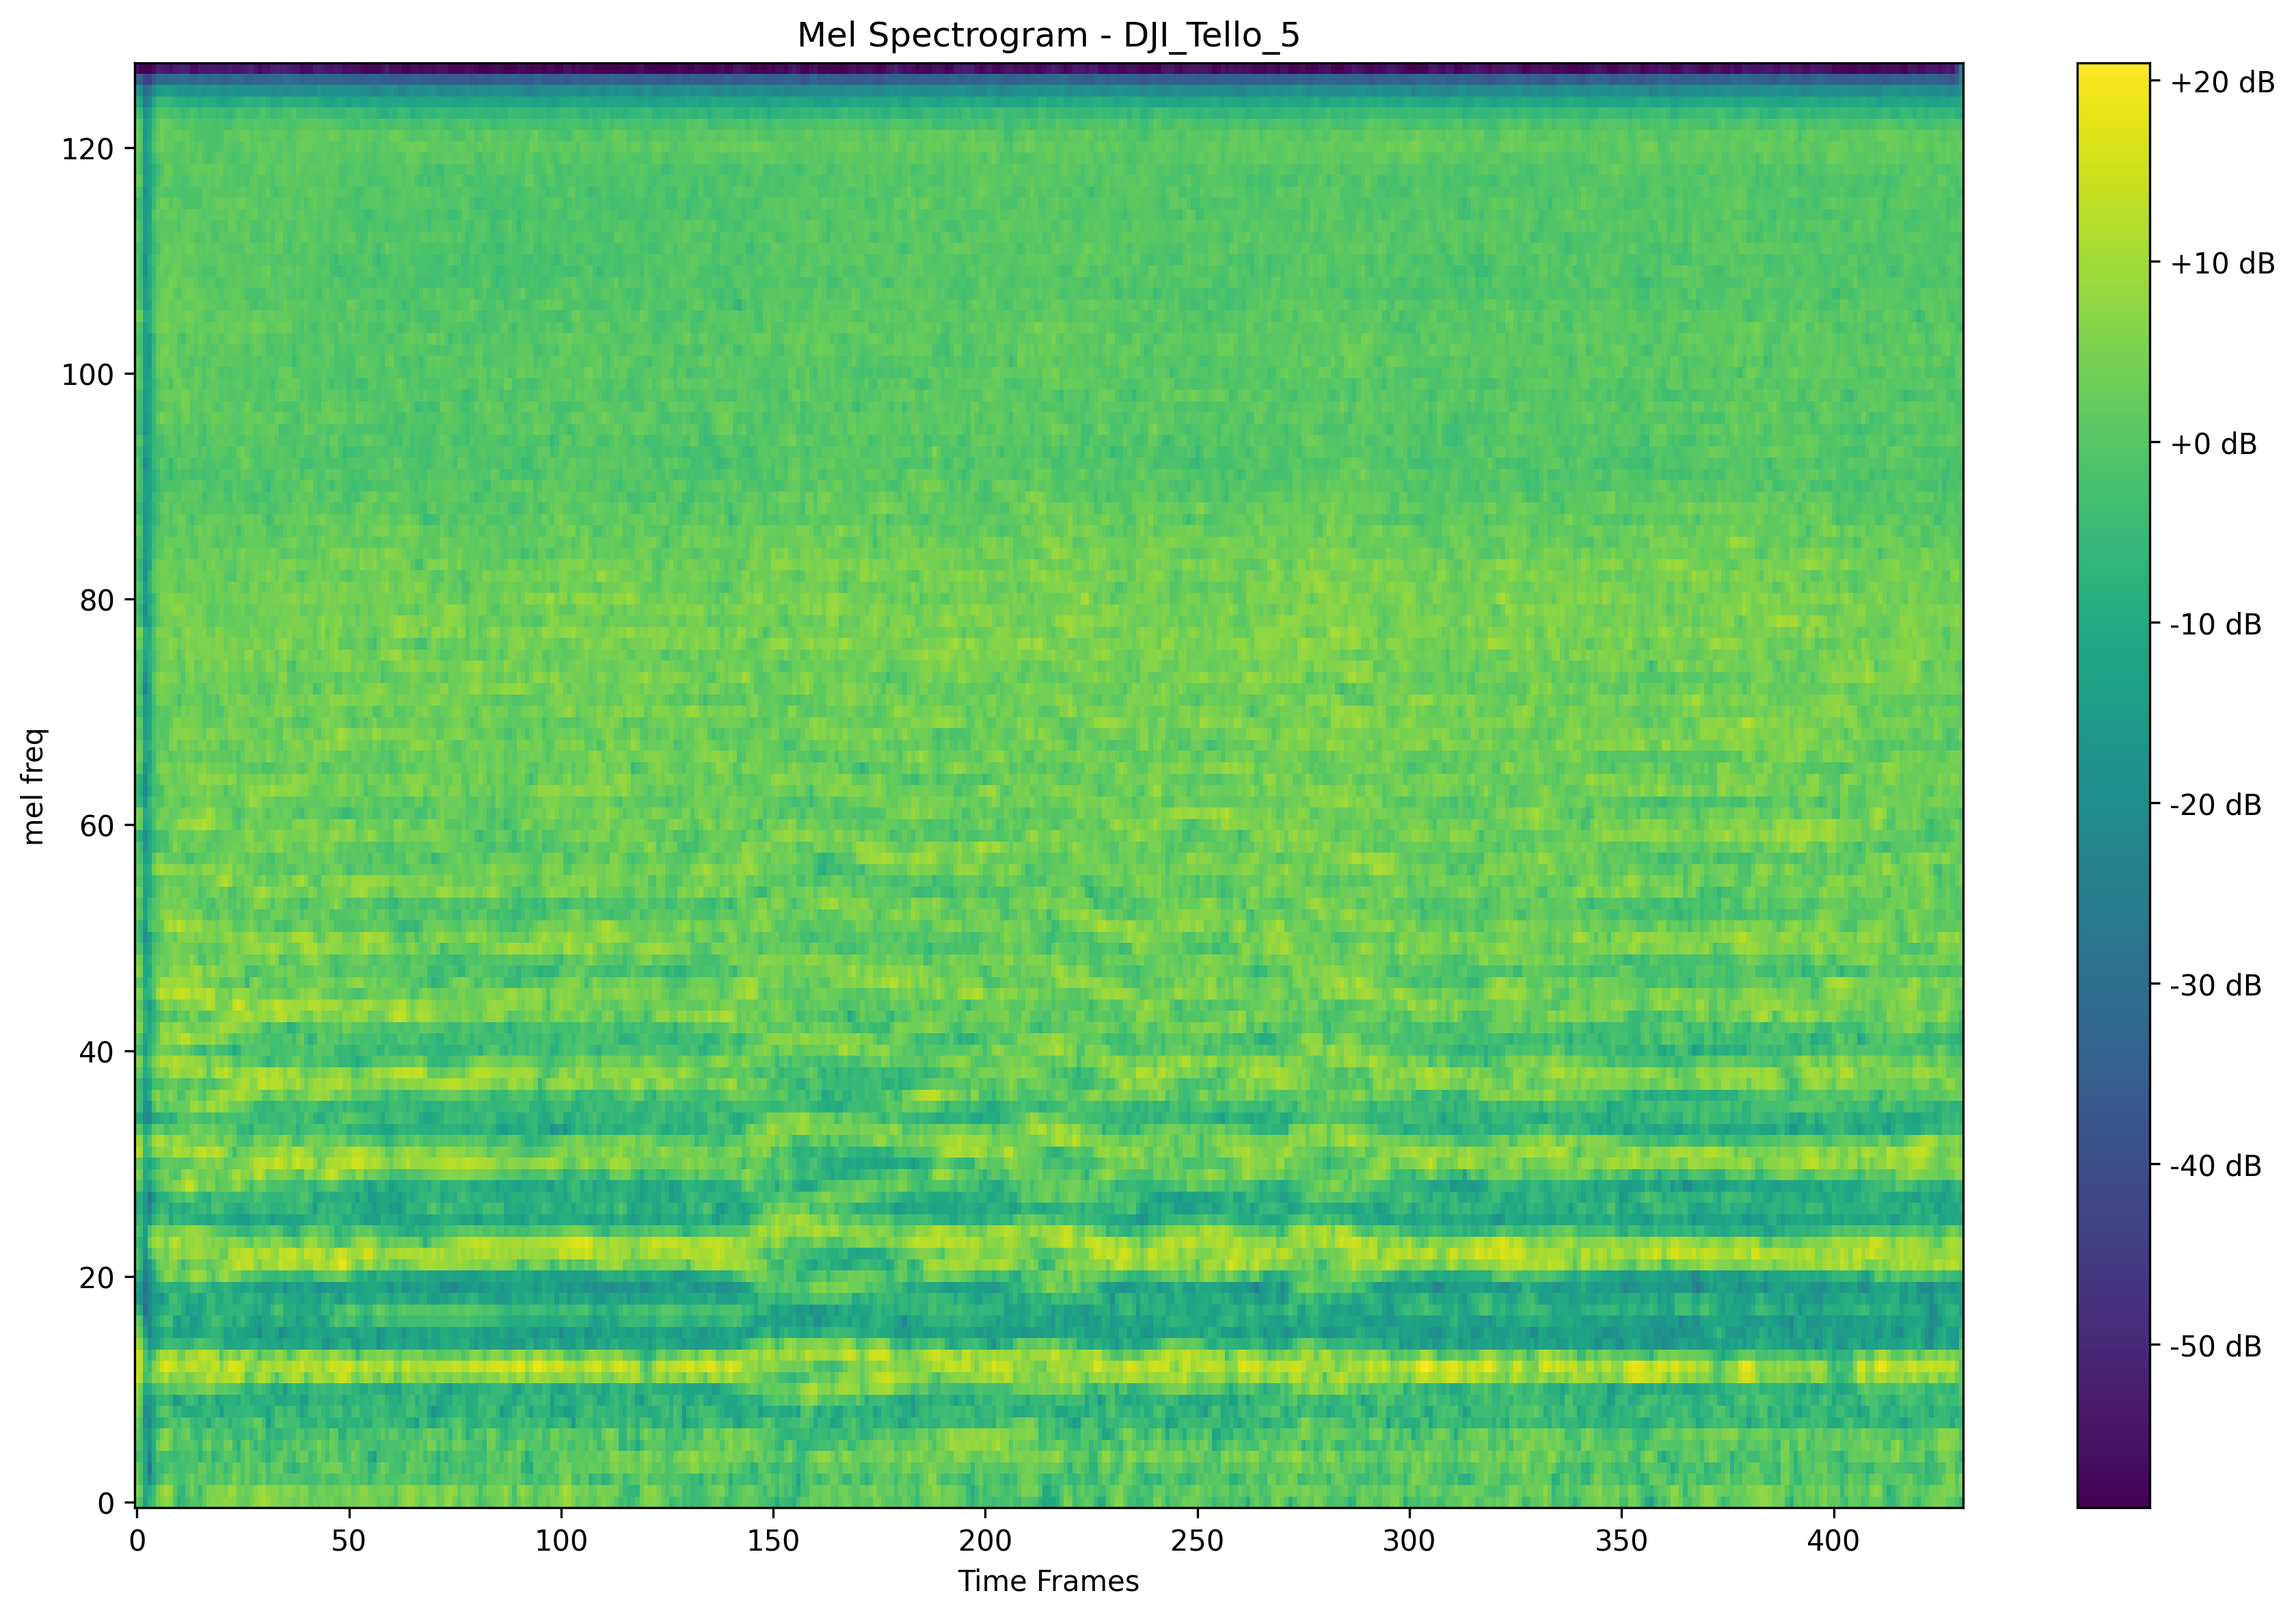 Mel Spectrogram - DJI_Tello_5
+20 dB
+10 dB
+0 dB
-10 dB
-20 dB
-30 dB
-40 dB
-50 dB
120
100
80
60
40
20
0
mel freq
0 50 100 150 200 250 300 350 400
Time Frames